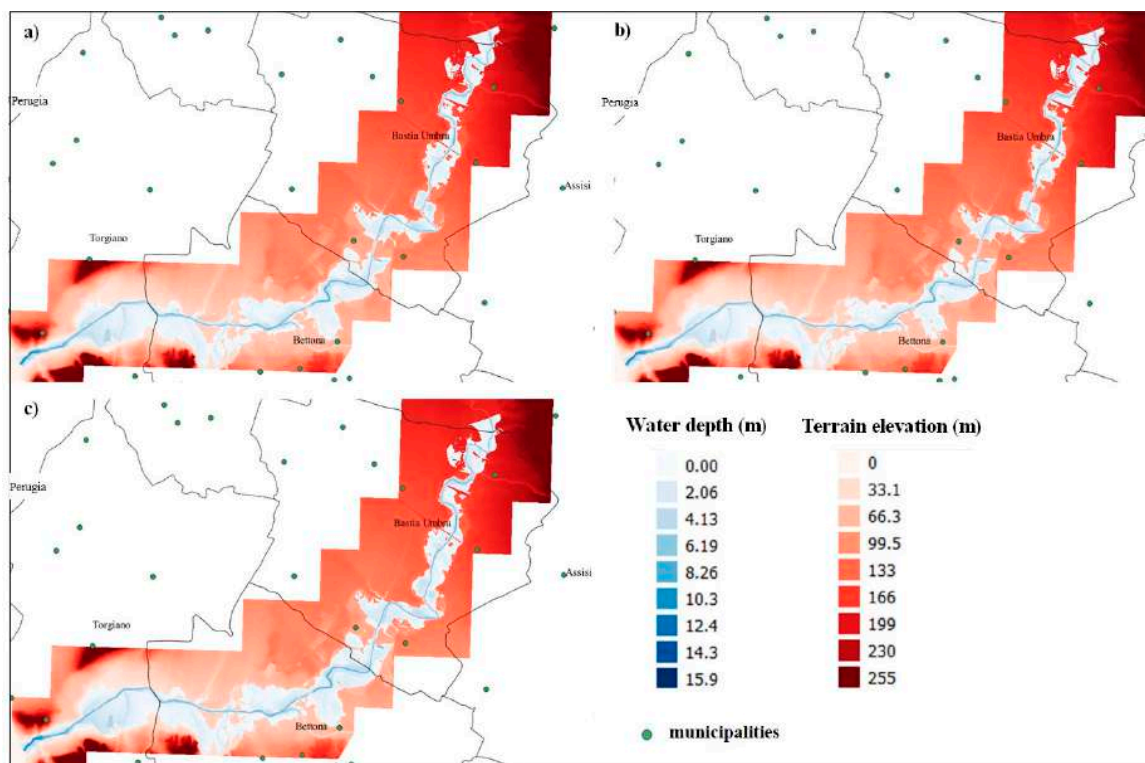 a)
Perugia
Bastia Umbra
Assisi
Torgiano
Bettona
b)
Perugia
Bastia Umbra
Torgiano
Bettona
c)
Perugia
Bastia Umbru
Assisi
Torgiano
Bettona
Water depth (m)
0.00
2.06
4.13
6.19
8.26
10.3
12.4
14.3
15.9
Terrain elevation (m)
0
33.1
66.3
99.5
133
166
199
230
255
municipalities